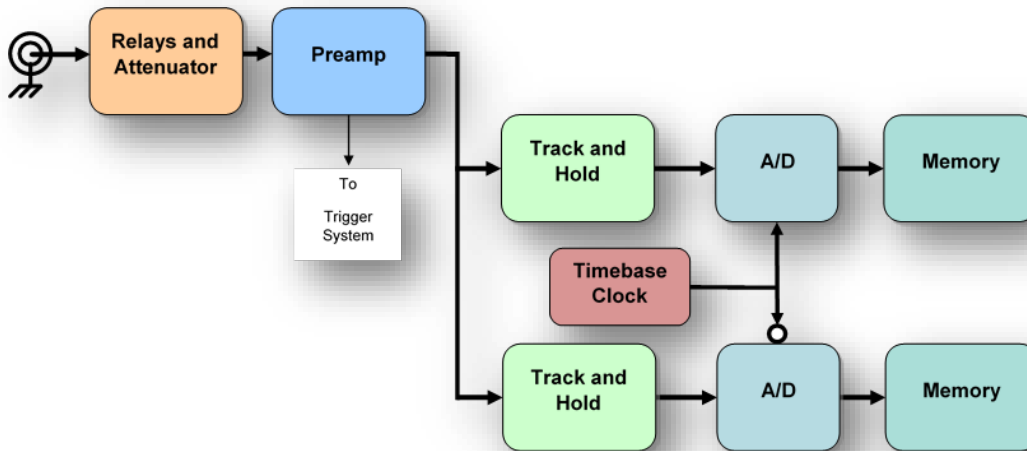 Relays and
Attenuator
Preamp
To
Trigger
System
Track and
Hold
A/D
Memory
Timebase
Clock
Track and
Hold
A/D
Memory